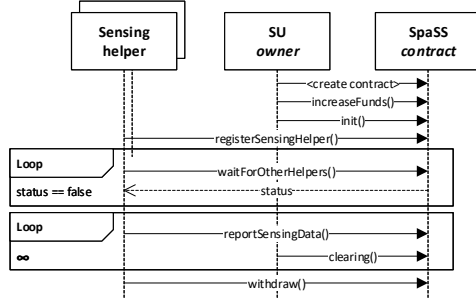 Sensing
helper
SU
owner
SpaSS
contract
<create contract>
increaseFunds()
init()
registerSensingHelper()
Loop
waitForOtherHelpers()
status == false
status
Loop
reportSensingData()
∞
clearing()
withdraw()